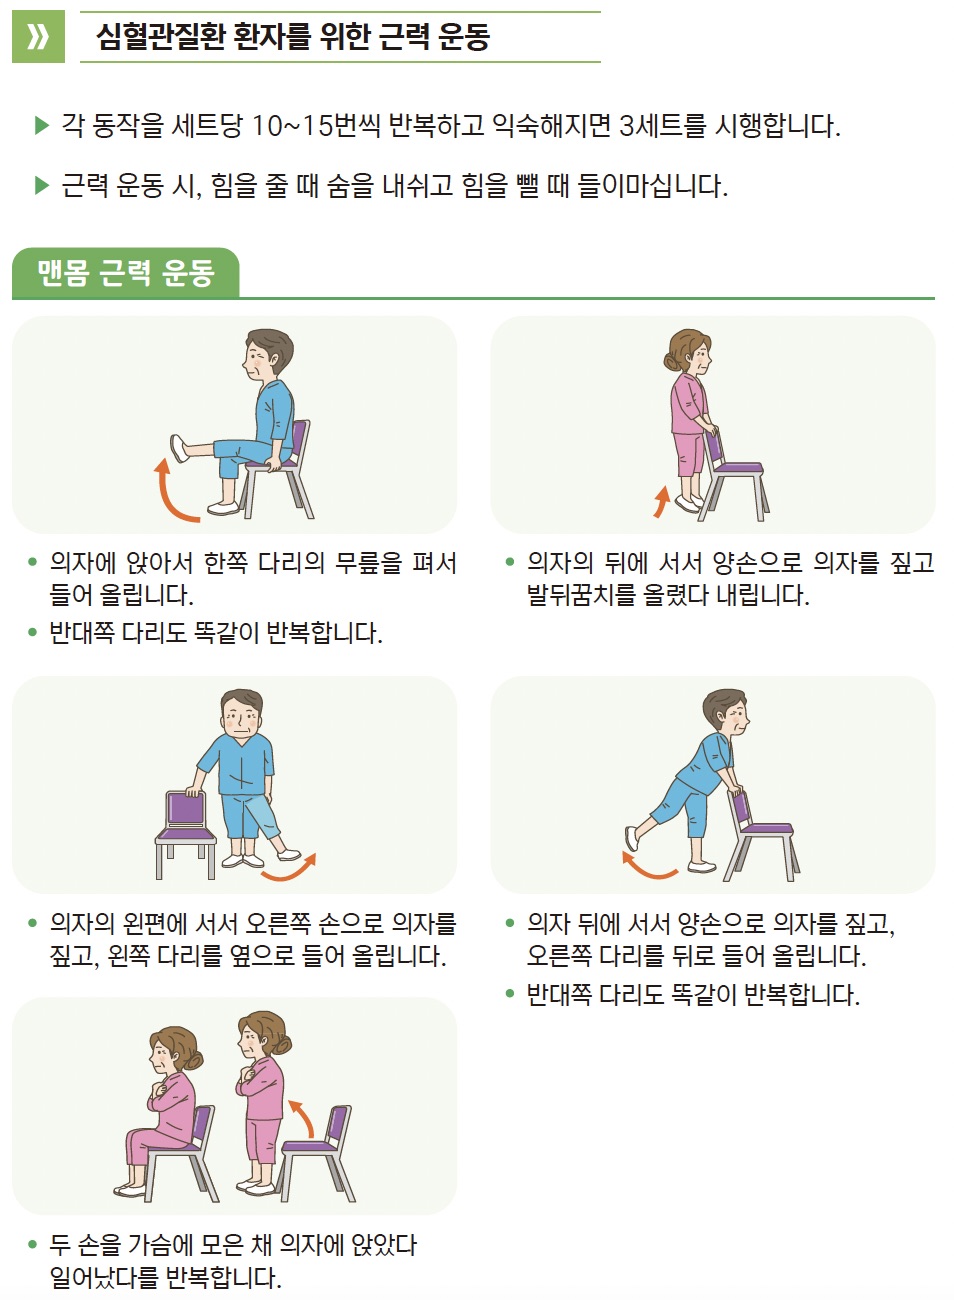 심혈관질환 환자를 위한 근력 운동
▶ 각 동작을 세트당 10~15번씩 반복하고 익숙해지면 3세트를 시행합니다.
▶ 근력 운동 시, 힘을 줄 때 숨을 내쉬고 힘을 뺄 때 들이마십니다.
맨몸 근력 운동
• 의자에 앉아서 한쪽 다리의 무릎을 펴서
들어 올립니다.
• 반대쪽 다리도 똑같이 반복합니다.
• 의자의 뒤에 서서 양손으로 의자를 짚고
발뒤꿈치를 올렸다 내립니다.
• 의자의 왼편에 서서 오른쪽 손으로 의자를
짚고, 왼쪽 다리를 옆으로 들어 올립니다.
• 의자 뒤에 서서 양손으로 의자를 짚고,
오른쪽 다리를 뒤로 들어 올립니다.
• 반대쪽 다리도 똑같이 반복합니다.
• 두 손을 가슴에 모은 채 의자에 앉았다
일어났다를 반복합니다.